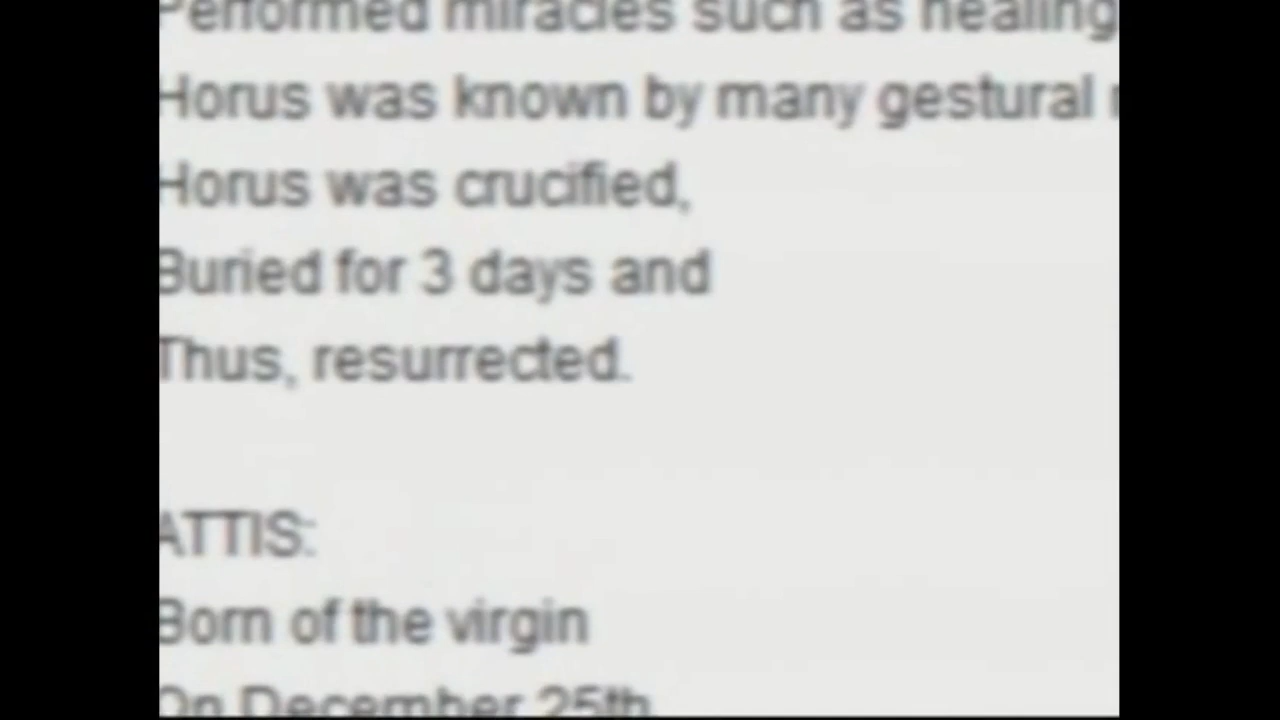 Performed miracles such as healing
Horus was known by many gestural
Horus was crucified,
Buried for 3 days and
Thus, resurrected.
ATTIS:
Born of the virgin
On December 25th